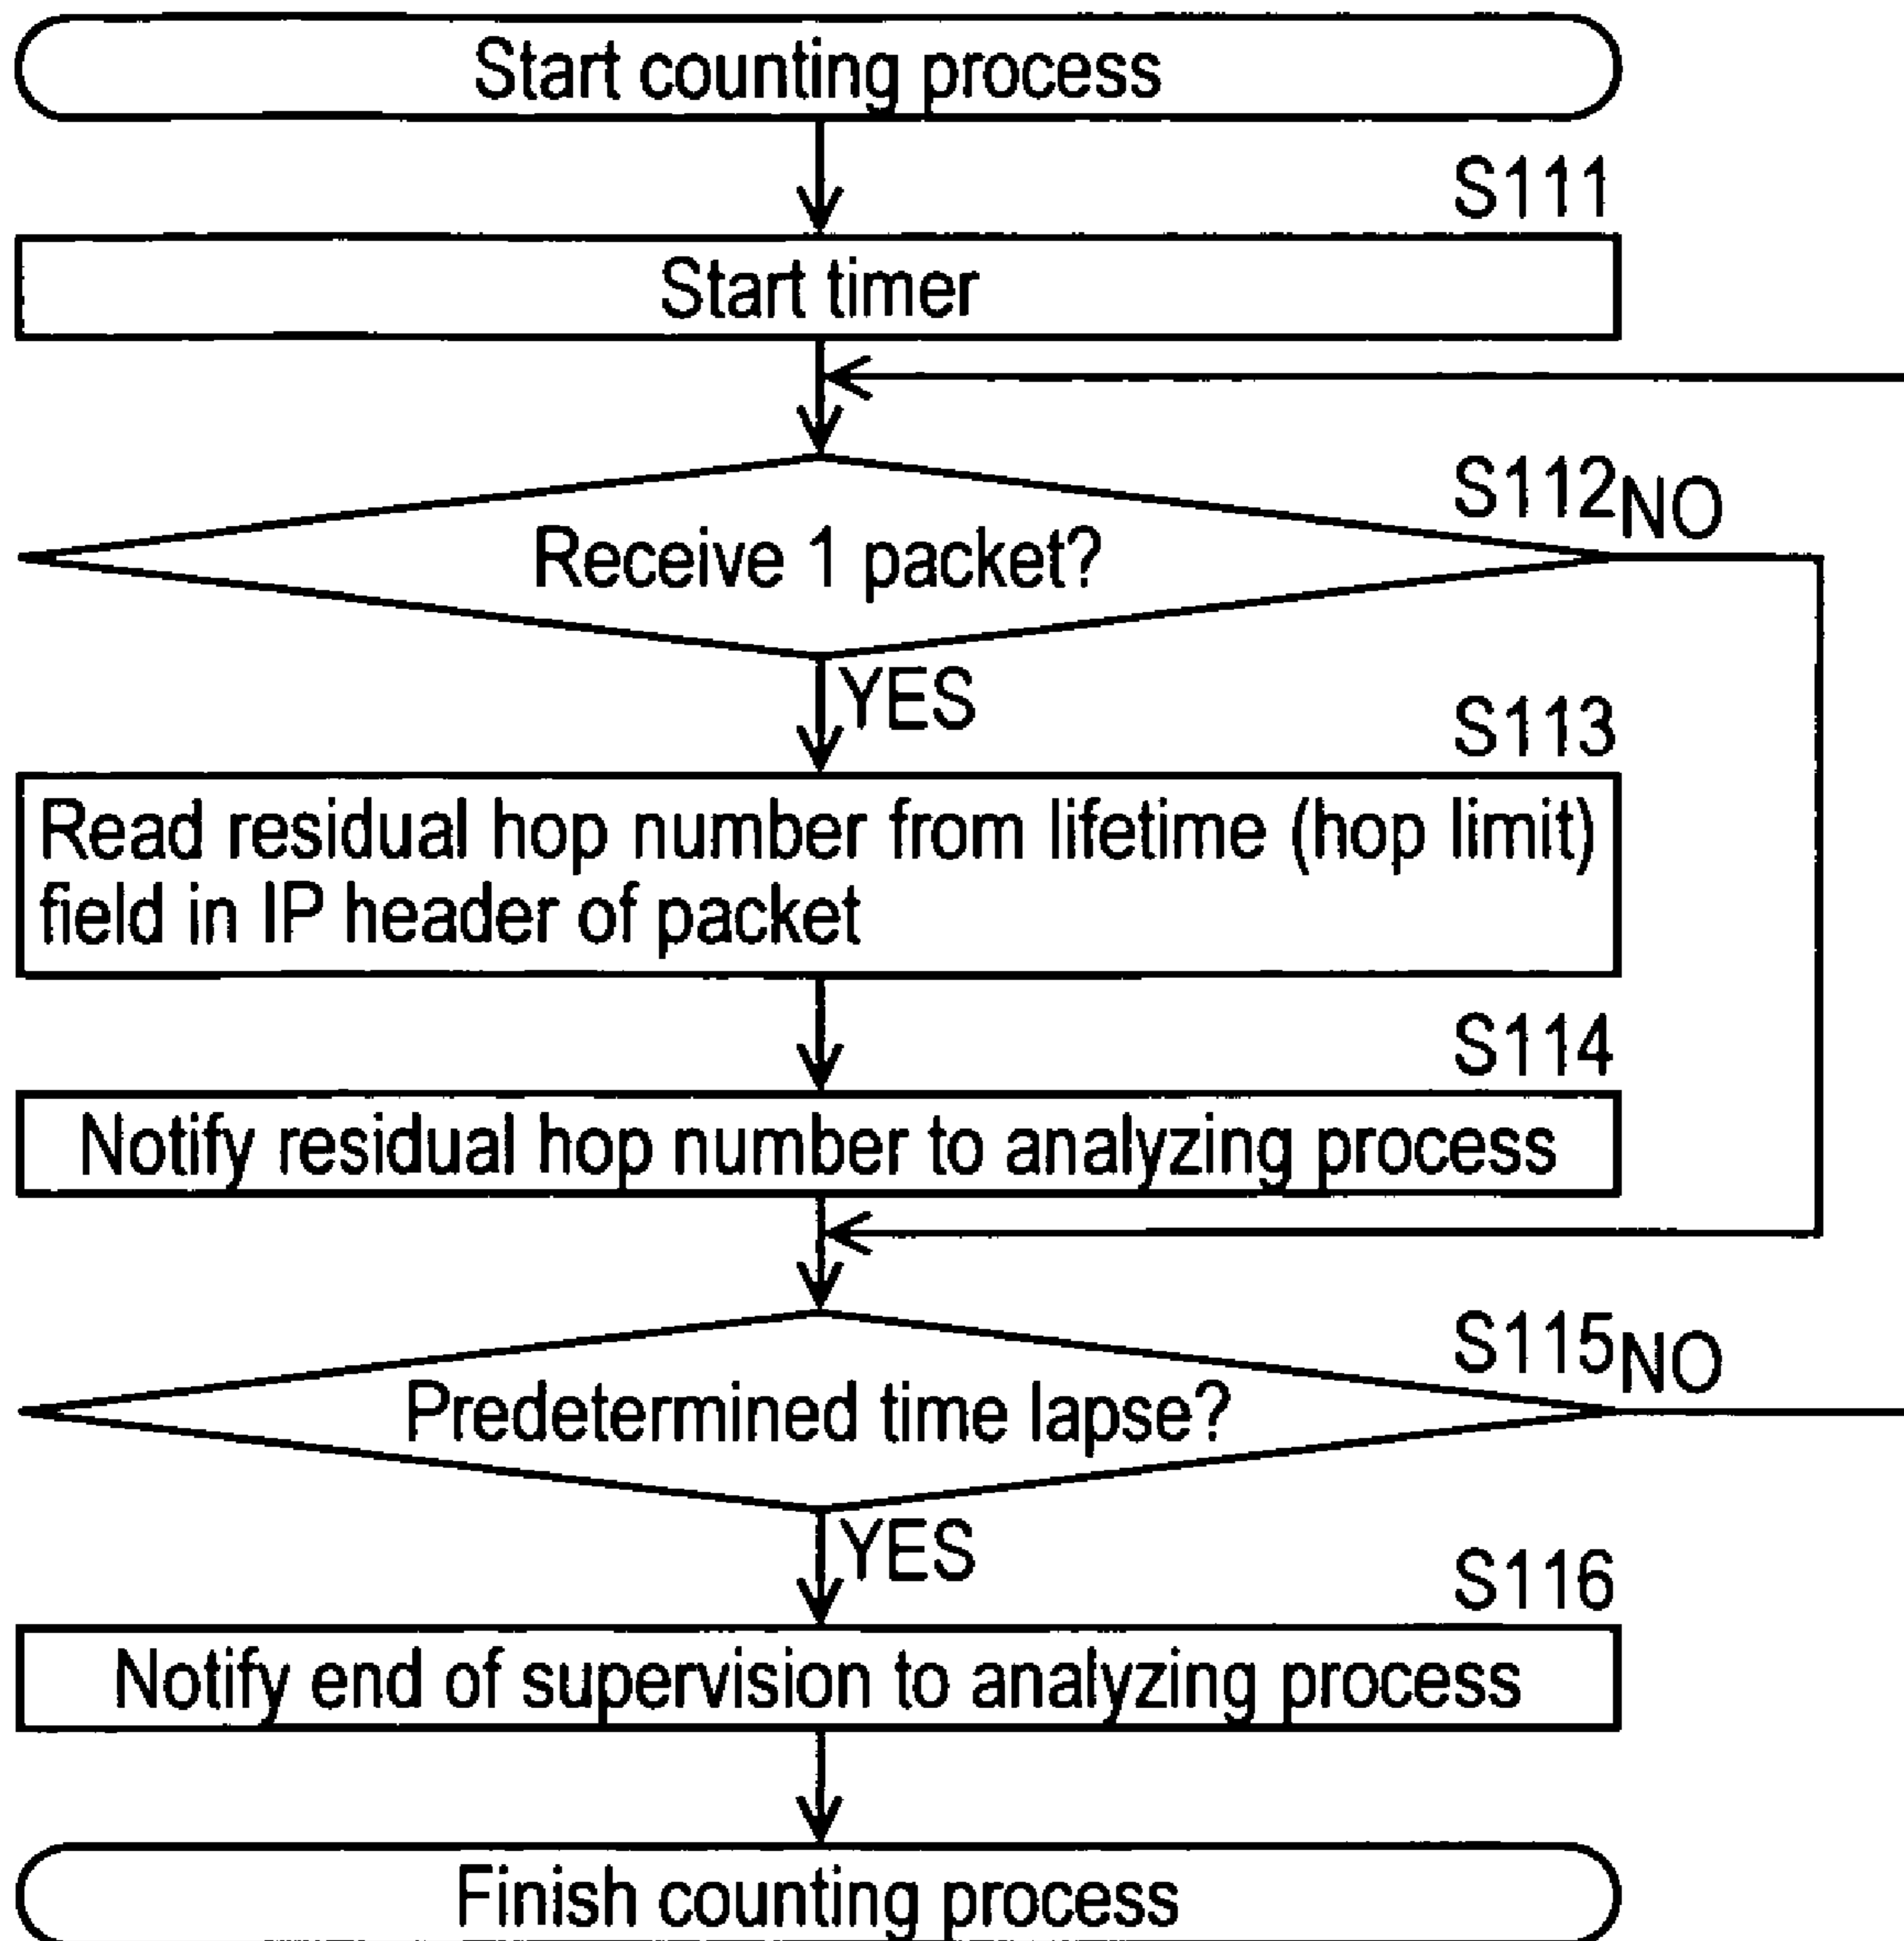 Start counting process
S111
Start timer
S112
NO
Receive 1 packet?
YES
S113
Read residual hop number from lifetime (hop limit)
field in IP header of packet
S114
Notify residual hop number to analyzing process
S115
NO
Predetermined time lapse?
YES
S116
Notify end of supervision to analyzing process
Finish counting process